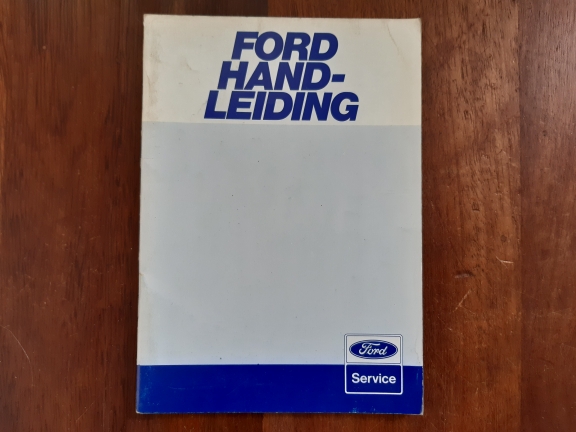 FORD
HAND-
LEIDING
Ford
Service